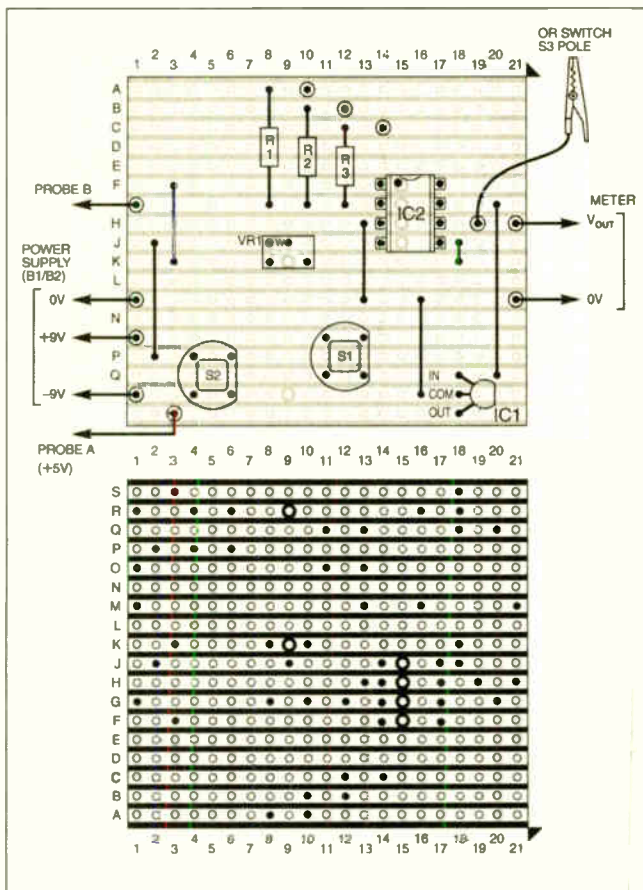 OR SWITCH
S3 POLE
1 2 3 4 5 6 7 8 9 10 11 12 13 14 15 16 17 18 19 20 21
A
B
C
D
E
F
H
J
K
L
N
P
Q
R1
R2
R3
IC2
VR1
W
S2
S1
IN
COM
OUT
IC1
PROBE B
POWER
SUPPLY
(B1/B2)
0V
+9V
–9V
PROBE A
(+5V)
METER
VOUT
0V
1 2 3 4 5 6 7 8 9 10 11 12 13 14 15 16 17 18 19 20 21
S
R
Q
P
O
N
M
L
K
J
H
G
F
E
D
C
B
A
1 2 3 4 5 6 7 8 9 10 11 12 13 14 15 16 17 18 19 20 21